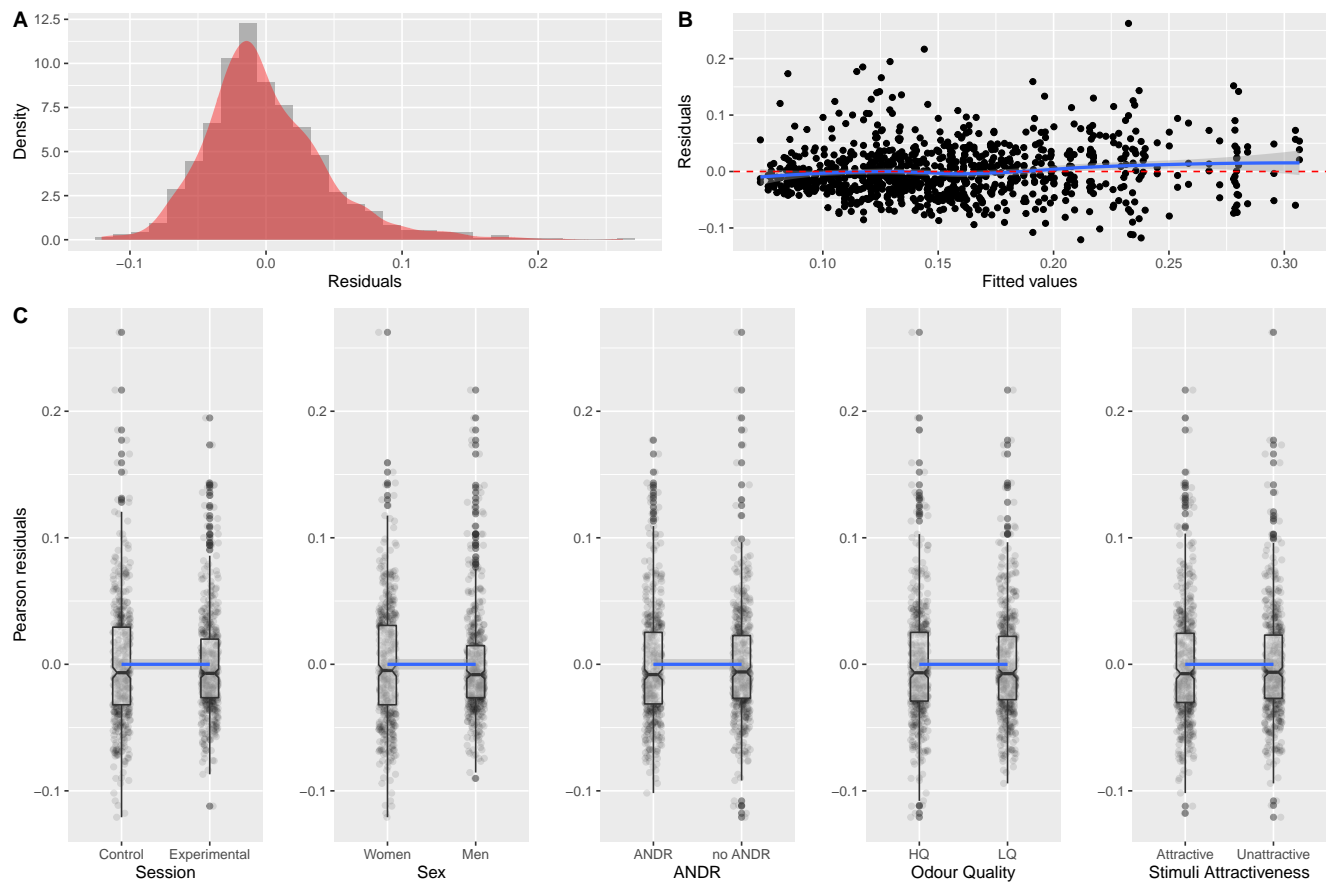 A
12.5
10.0
7.5
5.0
2.5
0.0
Density
−0.1 0.0 0.1 0.2
Residuals
B
0.2
0.1
0.0
−0.1
Residuals
0.10 0.15 0.20 0.25 0.30
Fitted values
C
Pearson residuals
0.2
0.1
0.0
−0.1
Control Experimental
Session
0.2
0.1
0.0
−0.1
Women Men
Sex
0.2
0.1
0.0
−0.1
ANDR no ANDR
ANDR
0.2
0.1
0.0
−0.1
HQ LQ
Odour Quality
0.2
0.1
0.0
−0.1
Attractive Unattractive
Stimuli Attractiveness